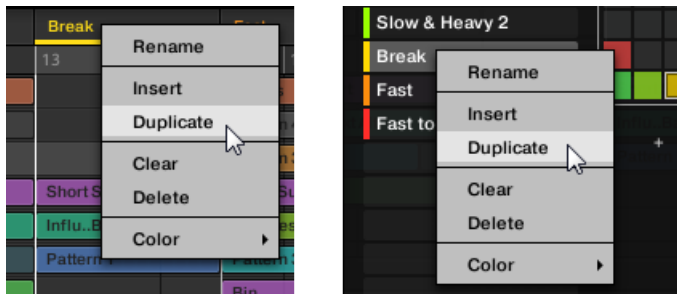 Break
13
Rename
Insert
Duplicate
Clear
Delete
Color
Short S
Influ..B
Pattern
Bin
Slow & Heavy 2
Break
Fast
Fast to
Rename
Insert
Duplicate
Clear
Delete
Color